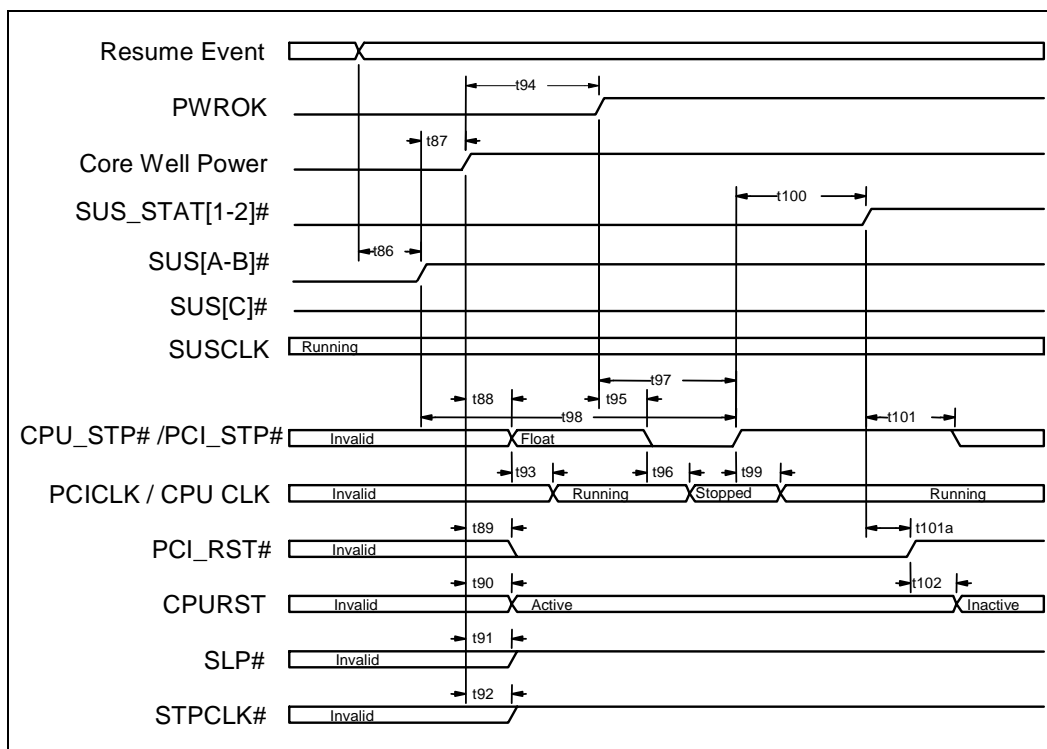 Resume Event
t94
PWROK
t87
Core Well Power
SUS_STAT[1-2]#
t100
t86
SUS[A-B]#
SUS[C]#
SUSCLK
Running
t97
t88
t95
t98
t101
CPU_STP# /PCI_STP#
Invalid
Float
t93
t96
t99
PCICLK / CPU CLK
Invalid
Running
Stopped
Running
t89
t101a
PCI_RST#
Invalid
t90
t102
CPURST
Invalid
Active
Inactive
t91
SLP#
Invalid
t92
STPCLK#
Invalid